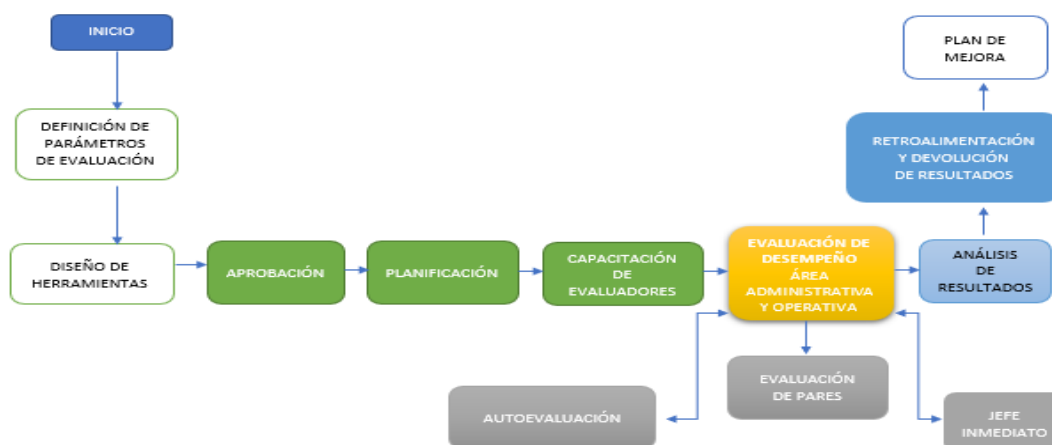 INICIO
DEFINICIÓN DE
PARÁMETROS
DE EVALUACIÓN
DISEÑO DE
HERRAMIENTAS
APROBACIÓN
PLANIFICACIÓN
CAPACITACIÓN
DE
EVALUADORES
EVALUACIÓN DE
DESEMPEÑO
ÁREA
ADMINISTRATIVA
Y OPERATIVA
AUTOEVALUACIÓN
EVALUACIÓN
DE PARES
JEFE
INMEDIATO
ANÁLISIS
DE
RESULTADOS
RETROALIMENTACIÓN
Y DEVOLUCIÓN
DE RESULTADOS
PLAN DE
MEJORA